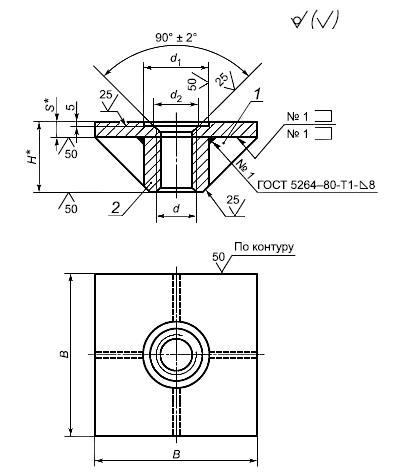 90° ± 2°
d₁
50
25
d₂
S*
5
25
1
№ 1
№ 1
H*
50
№ 1
ГОСТ 5264–80-Т1-⊿8
50
2
d
25
По контуру
50
B
B